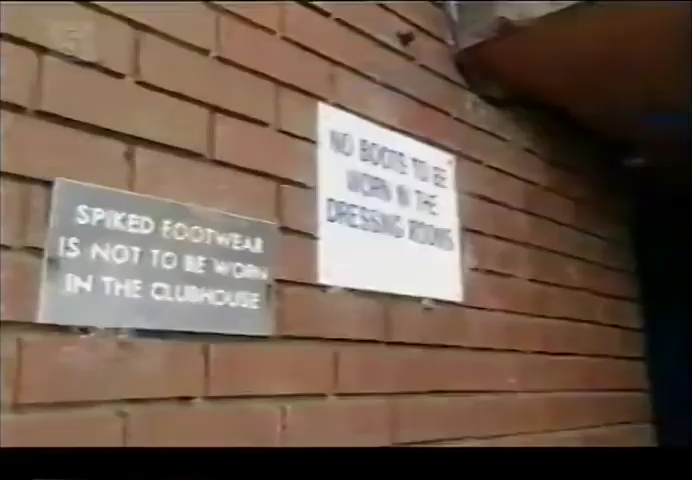 SPIKED FOOTWEAR
IS NOT TO BE WORN
IN THE CLUBHOUSE
NO BOOTS TO BE
WORN IN THE
DRESSING ROOMS